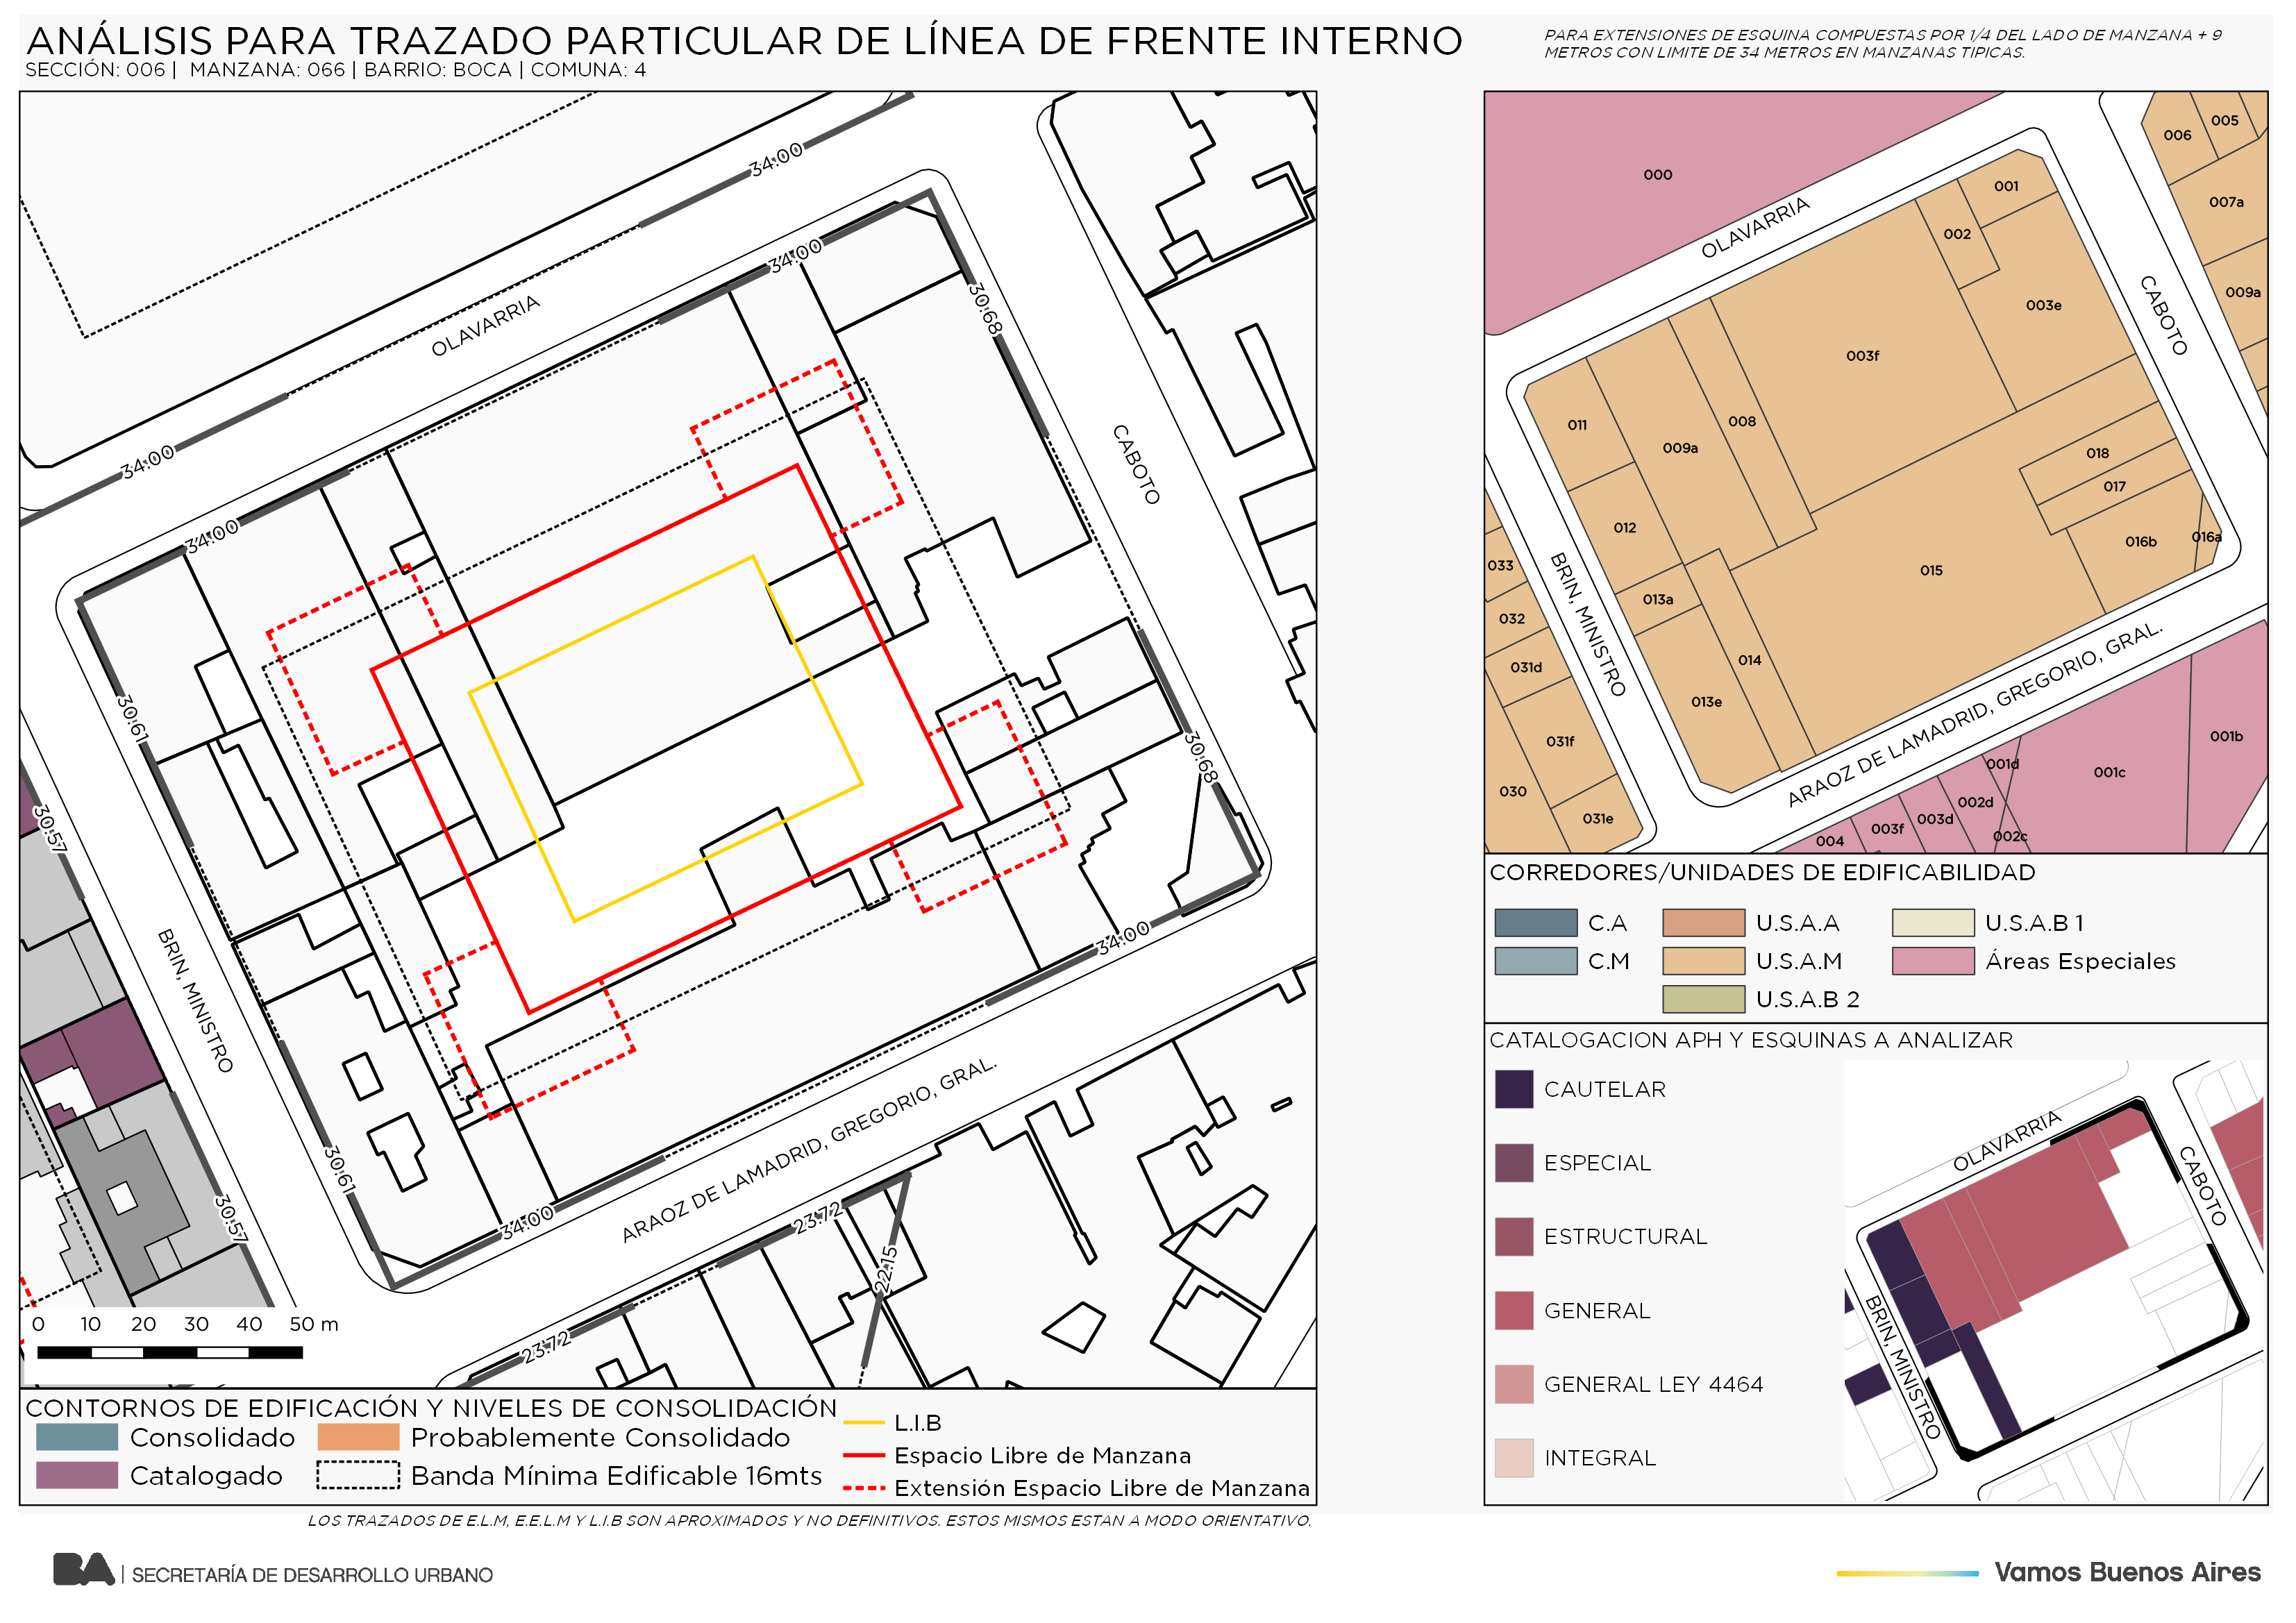 ANÁLISIS PARA TRAZADO PARTICULAR DE LÍNEA DE FRENTE INTERNO
SECCIÓN: 006 | MANZANA: 066 | BARRIO: BOCA | COMUNA: 4
PARA EXTENSIONES DE ESQUINA COMPUESTAS POR 1/4 DEL LADO DE MANZANA + 9
METROS CON LIMITE DE 34 METROS EN MANZANAS TIPICAS.
34:00
34:00
34:00
34:00
OLAVARRIA
30:68
CABOTO
30:61
30:57
30:68
BRIN, MINISTRO
34:00
30:61
30:57
34:00
ARAOZ DE LAMADRID, GREGORIO, GRAL.
23:72
23:72
22:15
0 10 20 30 40 50 m
CONTORNOS DE EDIFICACIÓN Y NIVELES DE CONSOLIDACIÓN
Consolidado
Probablemente Consolidado
Catalogado
Banda Mínima Edificable 16mts
L.I.B
Espacio Libre de Manzana
Extensión Espacio Libre de Manzana
LOS TRAZADOS DE E.L.M, E.E.L.M Y L.I.B SON APROXIMADOS Y NO DEFINITIVOS. ESTOS MISMOS ESTAN A MODO ORIENTATIVO.
000
006
005
001
002
007a
OLAVARRIA
003e
009a
CABOTO
003f
011
008
009a
018
017
012
016b
016a
033
015
013a
032
BRIN, MINISTRO
014
031d
013e
ARAOZ DE LAMADRID, GREGORIO, GRAL.
031f
001b
001d
001c
030
002d
031e
003d
003f
002c
004
CORREDORES/UNIDADES DE EDIFICABILIDAD
C.A
U.S.A.A
U.S.A.B 1
C.M
U.S.A.M
Áreas Especiales
U.S.A.B 2
CATALOGACION APH Y ESQUINAS A ANALIZAR
CAUTELAR
ESPECIAL
ESTRUCTURAL
GENERAL
GENERAL LEY 4464
INTEGRAL
OLAVARRIA
CABOTO
BRIN, MINISTRO
BA | SECRETARÍA DE DESARROLLO URBANO
Vamos Buenos Aires